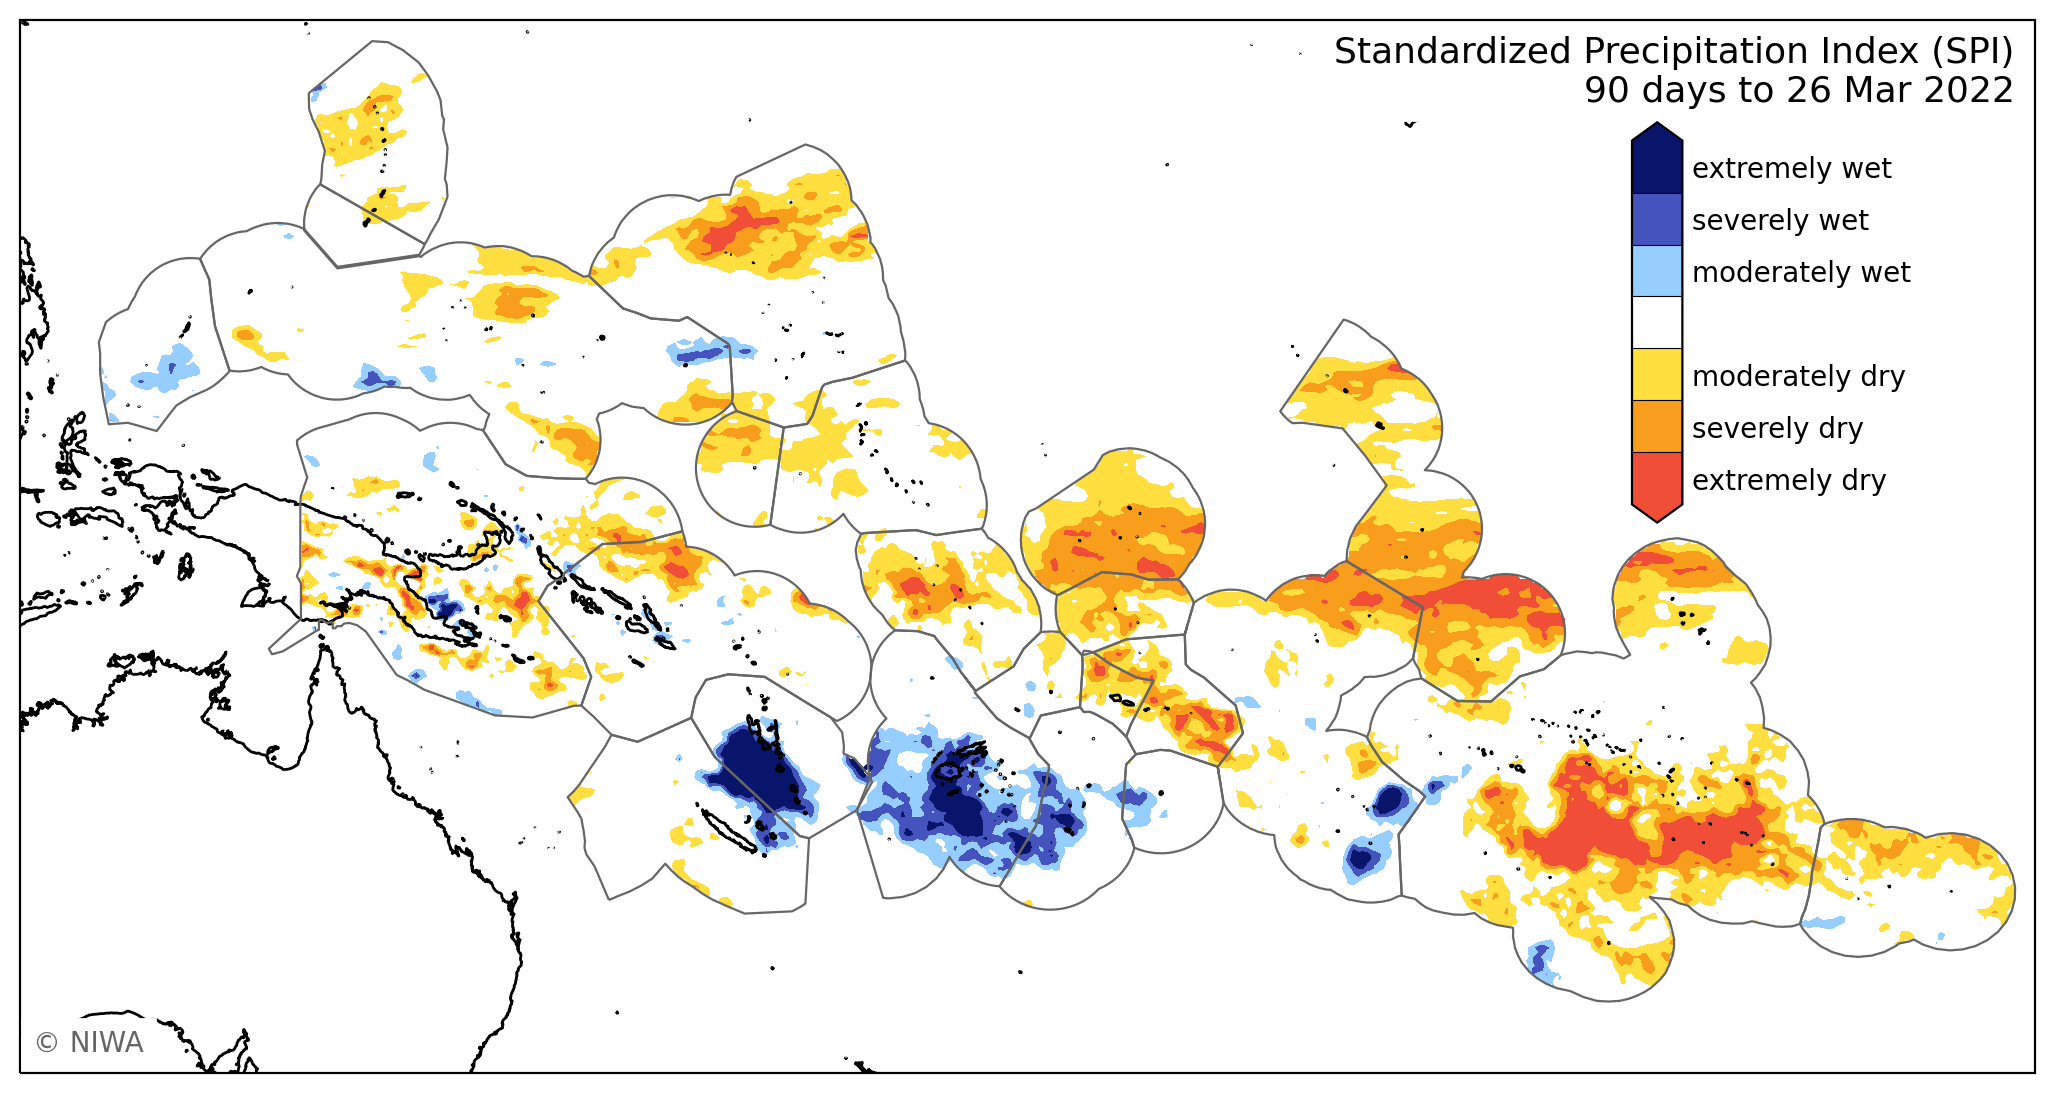 Standardized Precipitation Index (SPI)
90 days to 26 Mar 2022
extremely wet
severely wet
moderately wet
moderately dry
severely dry
extremely dry
© NIWA